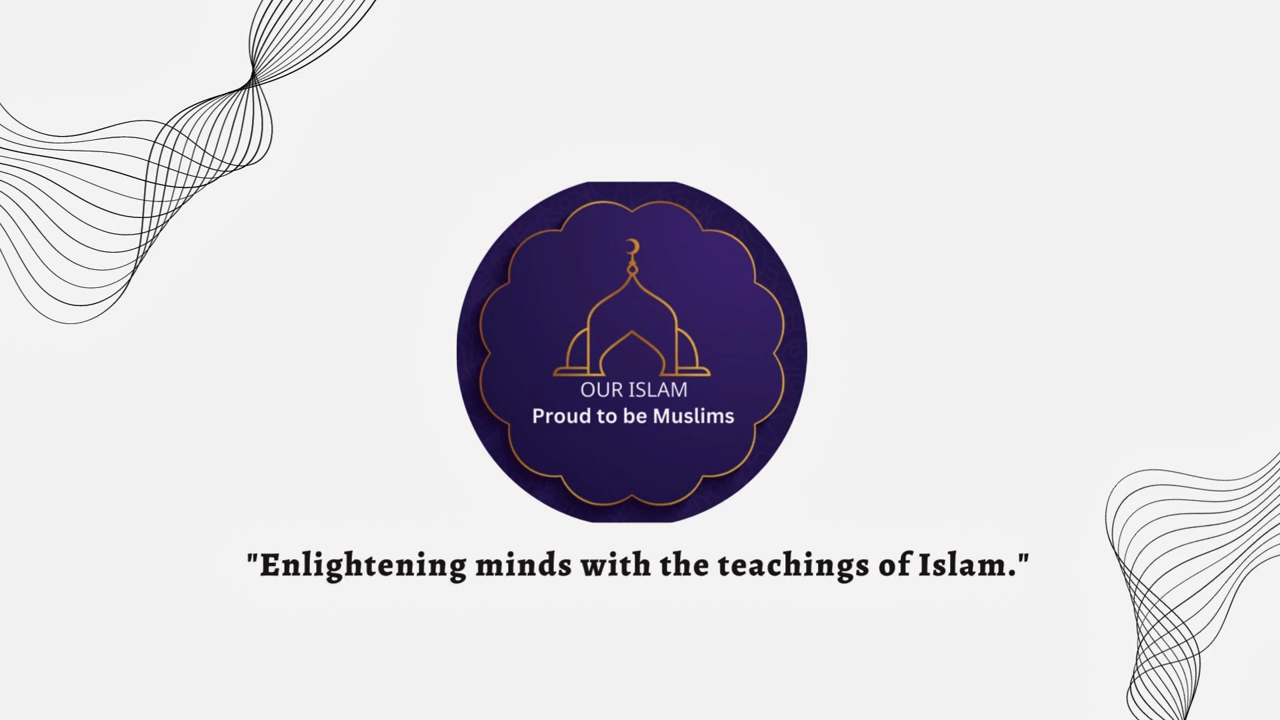 OUR ISLAM
Proud to be Muslims
"Enlightening minds with the teachings of Islam."